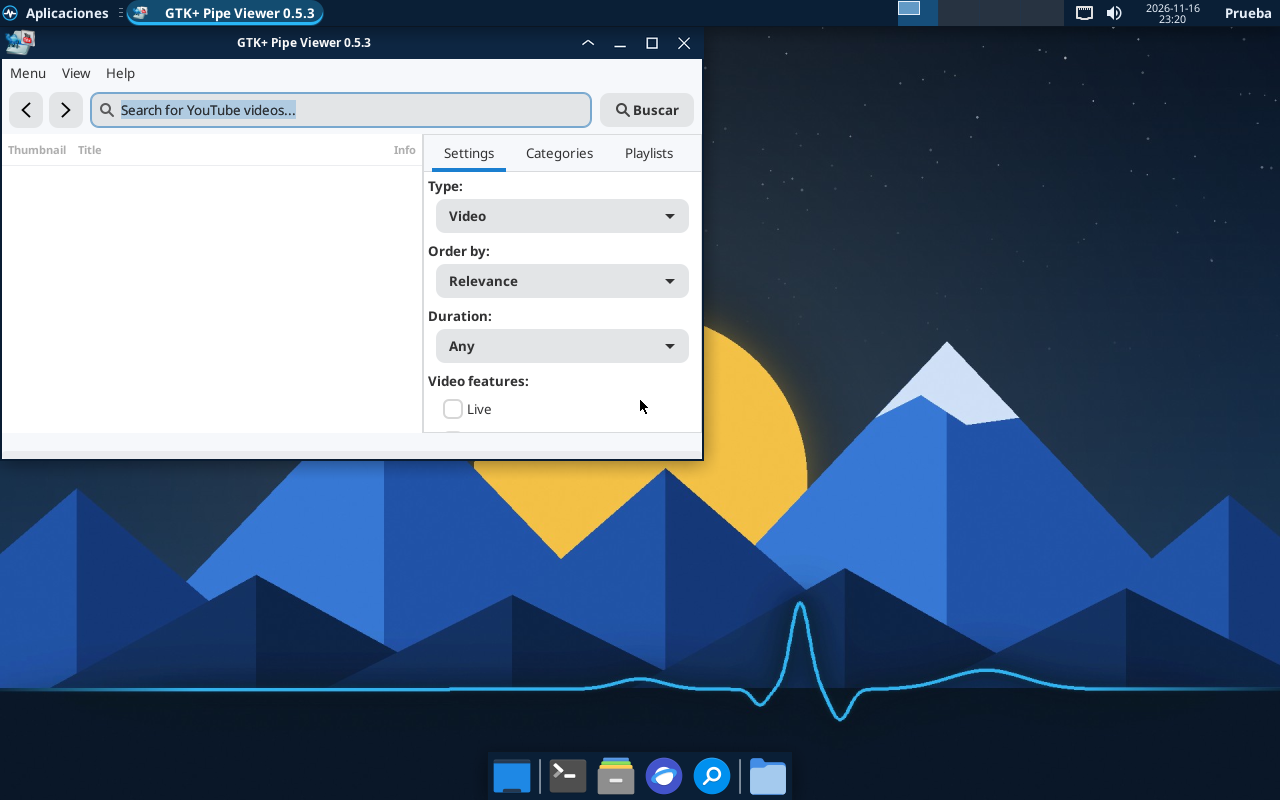 Aplicaciones
GTK+ Pipe Viewer 0.5.3
2026-11-16
23:20
Prueba
GTK+ Pipe Viewer 0.5.3
Menu View Help
Search for YouTube videos...
Buscar
Thumbnail Title Info
Settings Categories Playlists
Type:
Video
Order by:
Relevance
Duration:
Any
Video features:
Live